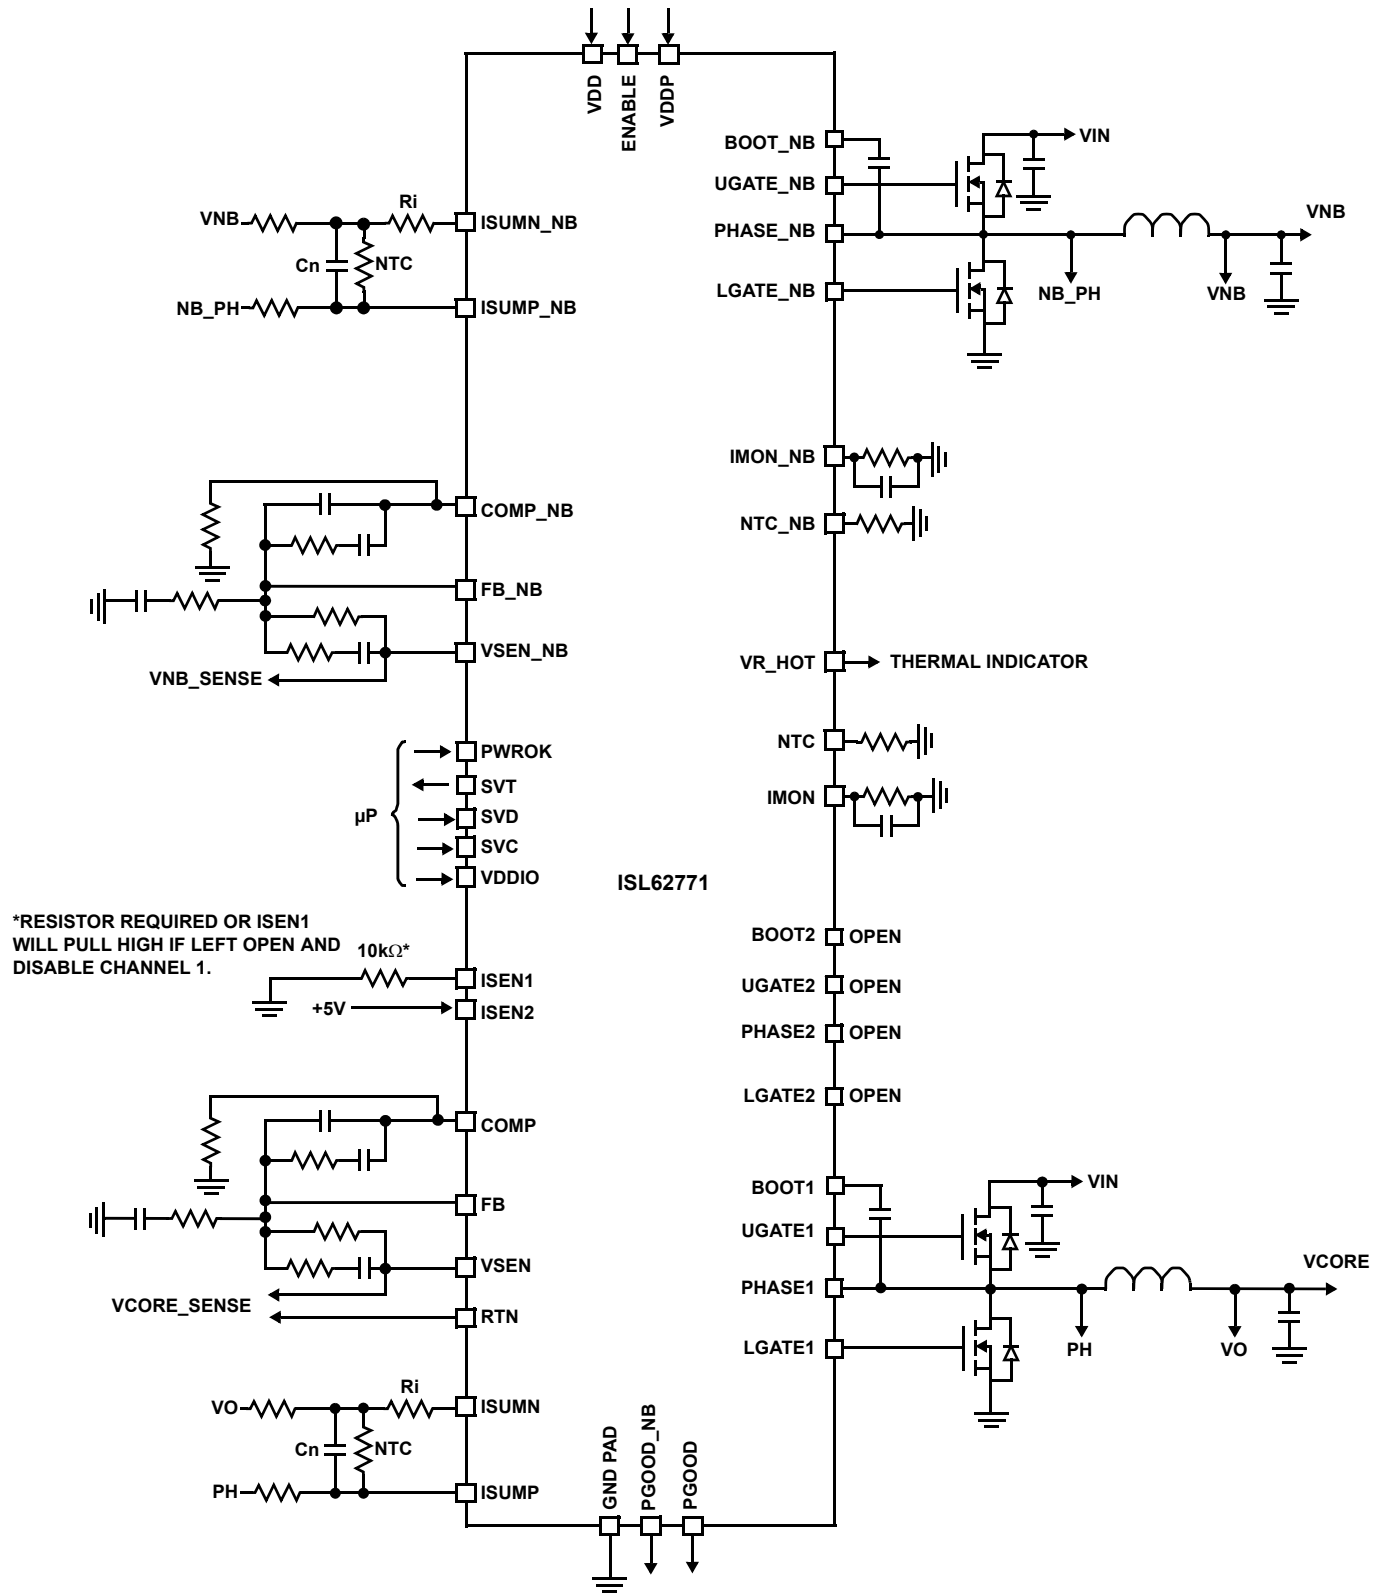 VDD
ENABLE
VDDP
BOOT_NB
VIN
UGATE_NB
VNB
Ri
ISUMN_NB
PHASE_NB
VNB
Cn
NTC
LGATE_NB
NB_PH
VNB
NB_PH
ISUMP_NB
IMON_NB
COMP_NB
NTC_NB
FB_NB
VSEN_NB
VNB_SENSE
VR_HOT
THERMAL INDICATOR
PWROK
NTC
SVT
IMON
µP
SVD
SVC
VDDIO
ISL62771
*RESISTOR REQUIRED OR ISEN1
WILL PULL HIGH IF LEFT OPEN AND
DISABLE CHANNEL 1.
10kΩ*
BOOT2
OPEN
ISEN1
UGATE2
OPEN
+5V
ISEN2
PHASE2
OPEN
LGATE2
OPEN
COMP
BOOT1
VIN
FB
UGATE1
VSEN
VCORE
PHASE1
VCORE_SENSE
RTN
LGATE1
PH
VO
Ri
VO
ISUMN
Cn
NTC
PH
ISUMP
GND PAD
PGOOD_NB
PGOOD